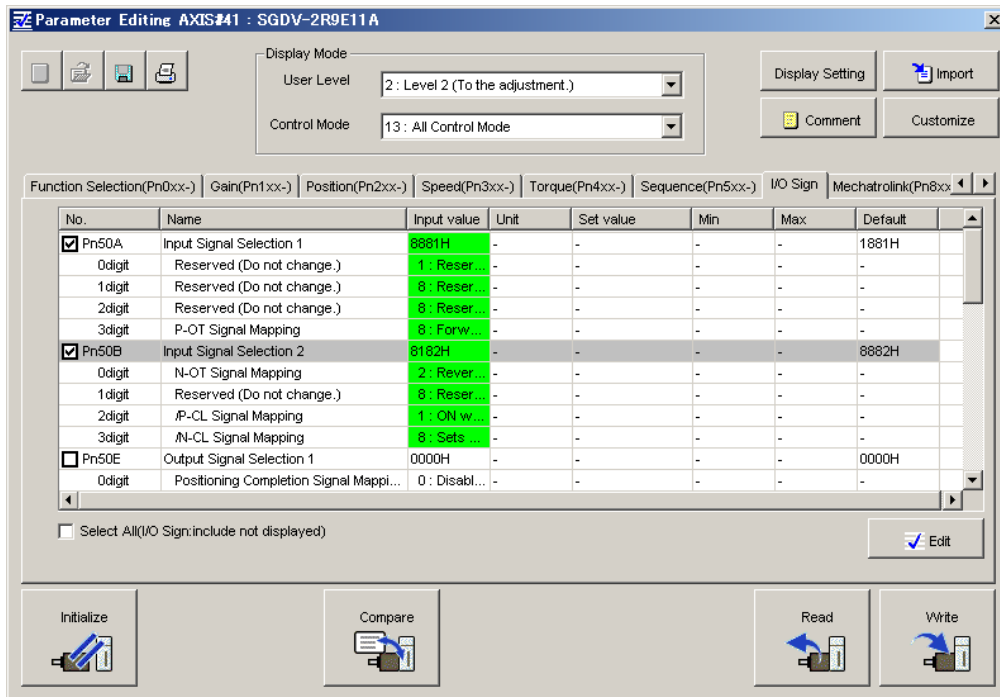 Parameter Editing AXIS#41 : SGDV-2R9E11A
Display Mode
User Level 2 : Level 2 (To the adjustment.)
Control Mode 13 : All Control Mode
Display Setting Import
Comment Customize
Function Selection(Pn0xx-) Gain(Pn1xx-) Position(Pn2xx-) Speed(Pn3xx-) Torque(Pn4xx-) Sequence(Pn5xx-) I/O Sign Mechatrolink(Pn8xx
No. Name Input value Unit Set value Min Max Default
Pn50A Input Signal Selection 1 8881H - - - - 1881H
0digit Reserved (Do not change.) 1 : Reser... - - - - -
1digit Reserved (Do not change.) 8 : Reser... - - - - -
2digit Reserved (Do not change.) 8 : Reser... - - - - -
3digit P-OT Signal Mapping 8 : Forw... - - - - -
Pn50B Input Signal Selection 2 8182H - - - - 8882H
0digit N-OT Signal Mapping 2 : Rever... - - - - -
1digit Reserved (Do not change.) 8 : Reser... - - - - -
2digit /P-CL Signal Mapping 1 : ON w... - - - - -
3digit /N-CL Signal Mapping 8 : Sets ... - - - - -
Pn50E Output Signal Selection 1 0000H - - - - 0000H
0digit Positioning Completion Signal Mappi... 0 : Disabl... - - - - -
Select All(I/O Sign:include not displayed)
Edit
Initialize Compare Read Write